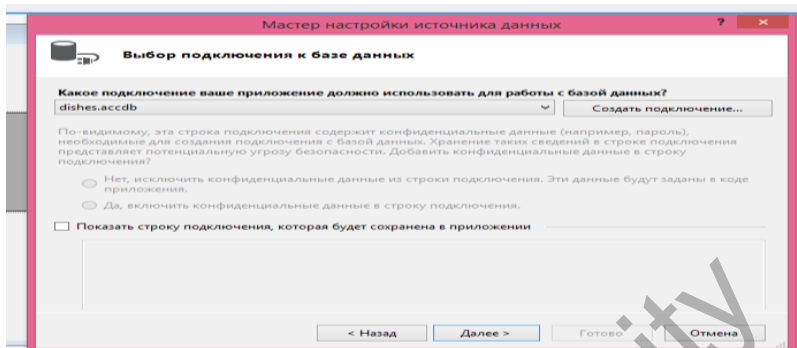 Мастер настройки источника данных
Выбор подключения к базе данных
Какое подключение ваше приложение должно использовать для работы с базой данных?
dishes.accdb
Создать подключение...
По-видимому, эта строка подключения содержит конфиденциальные данные (например, пароль),
необходимые для создания подключения с базой данных. Хранение таких сведений в строке подключения
представляет потенциальную угрозу безопасности. Добавить конфиденциальные данные в строку
подключения?
Нет, исключить конфиденциальные данные из строки подключения. Эти данные будут заданы в коде
приложения.
Да, включить конфиденциальные данные в строку подключения.
Показать строку подключения, которая будет сохранена в приложении
< Назад
Далее >
Готово
Отмена
ity